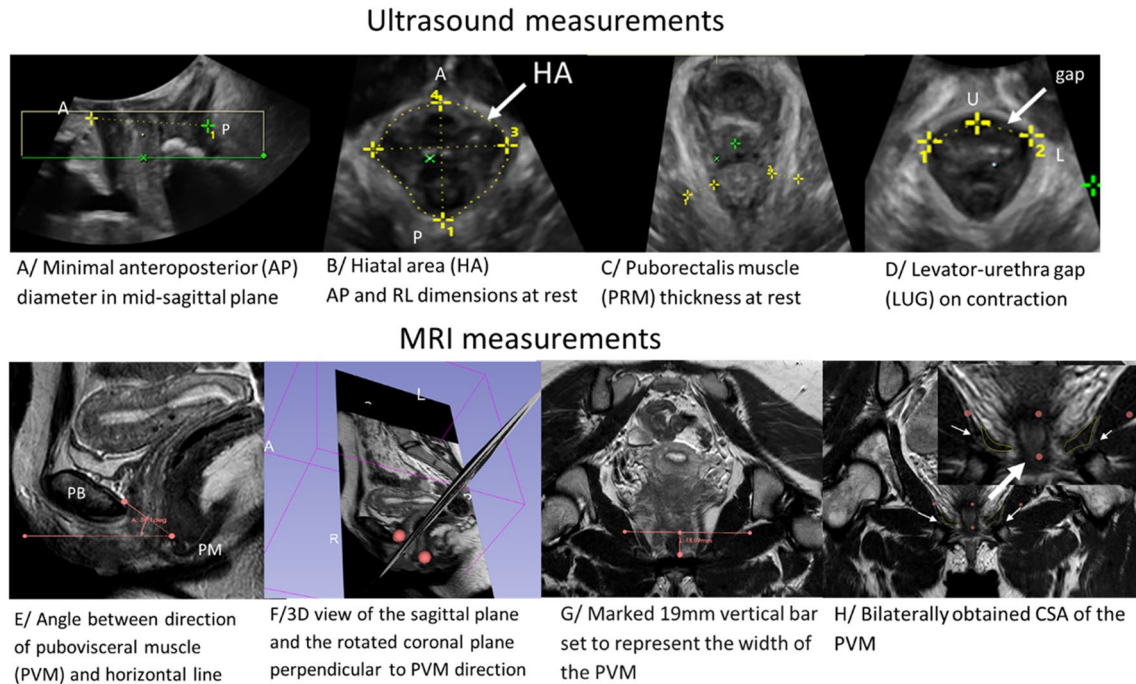 Ultrasound measurements
A
P
1
A
HA
4
3
1
P
U
gap
1
2
L
A/ Minimal anteroposterior (AP)
diameter in mid-sagittal plane
B/ Hiatal area (HA)
AP and RL dimensions at rest
C/ Puborectalis muscle
(PRM) thickness at rest
D/ Levator-urethra gap
(LUG) on contraction
MRI measurements
PB
PM
L
A
R
E/ Angle between direction
of pubovisceral muscle
(PVM) and horizontal line
F/3D view of the sagittal plane
and the rotated coronal plane
perpendicular to PVM direction
G/ Marked 19mm vertical bar
set to represent the width of
the PVM
H/ Bilaterally obtained CSA of the
PVM